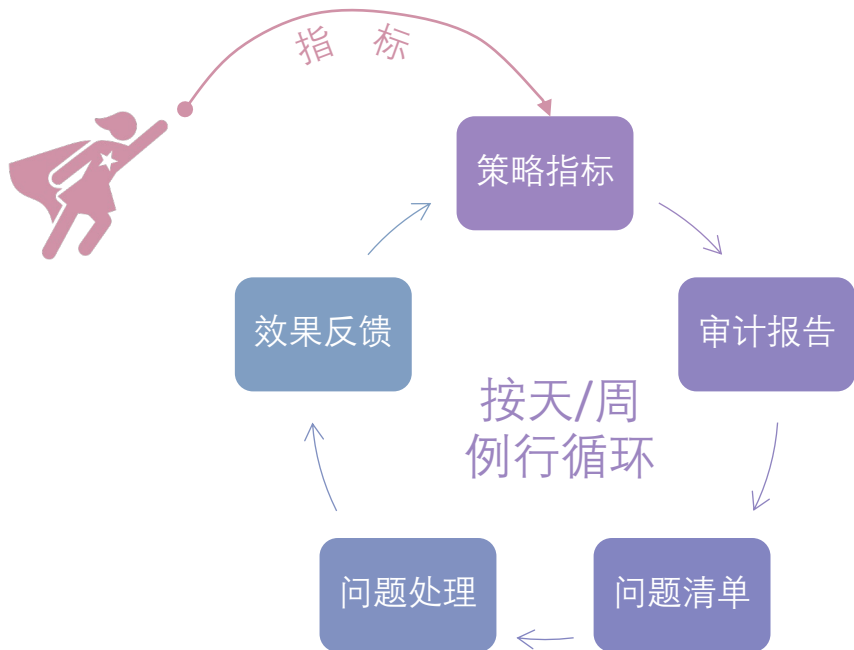 指 标
策略指标
审计报告
效果反馈
按天/周
例行循环
问题处理
问题清单